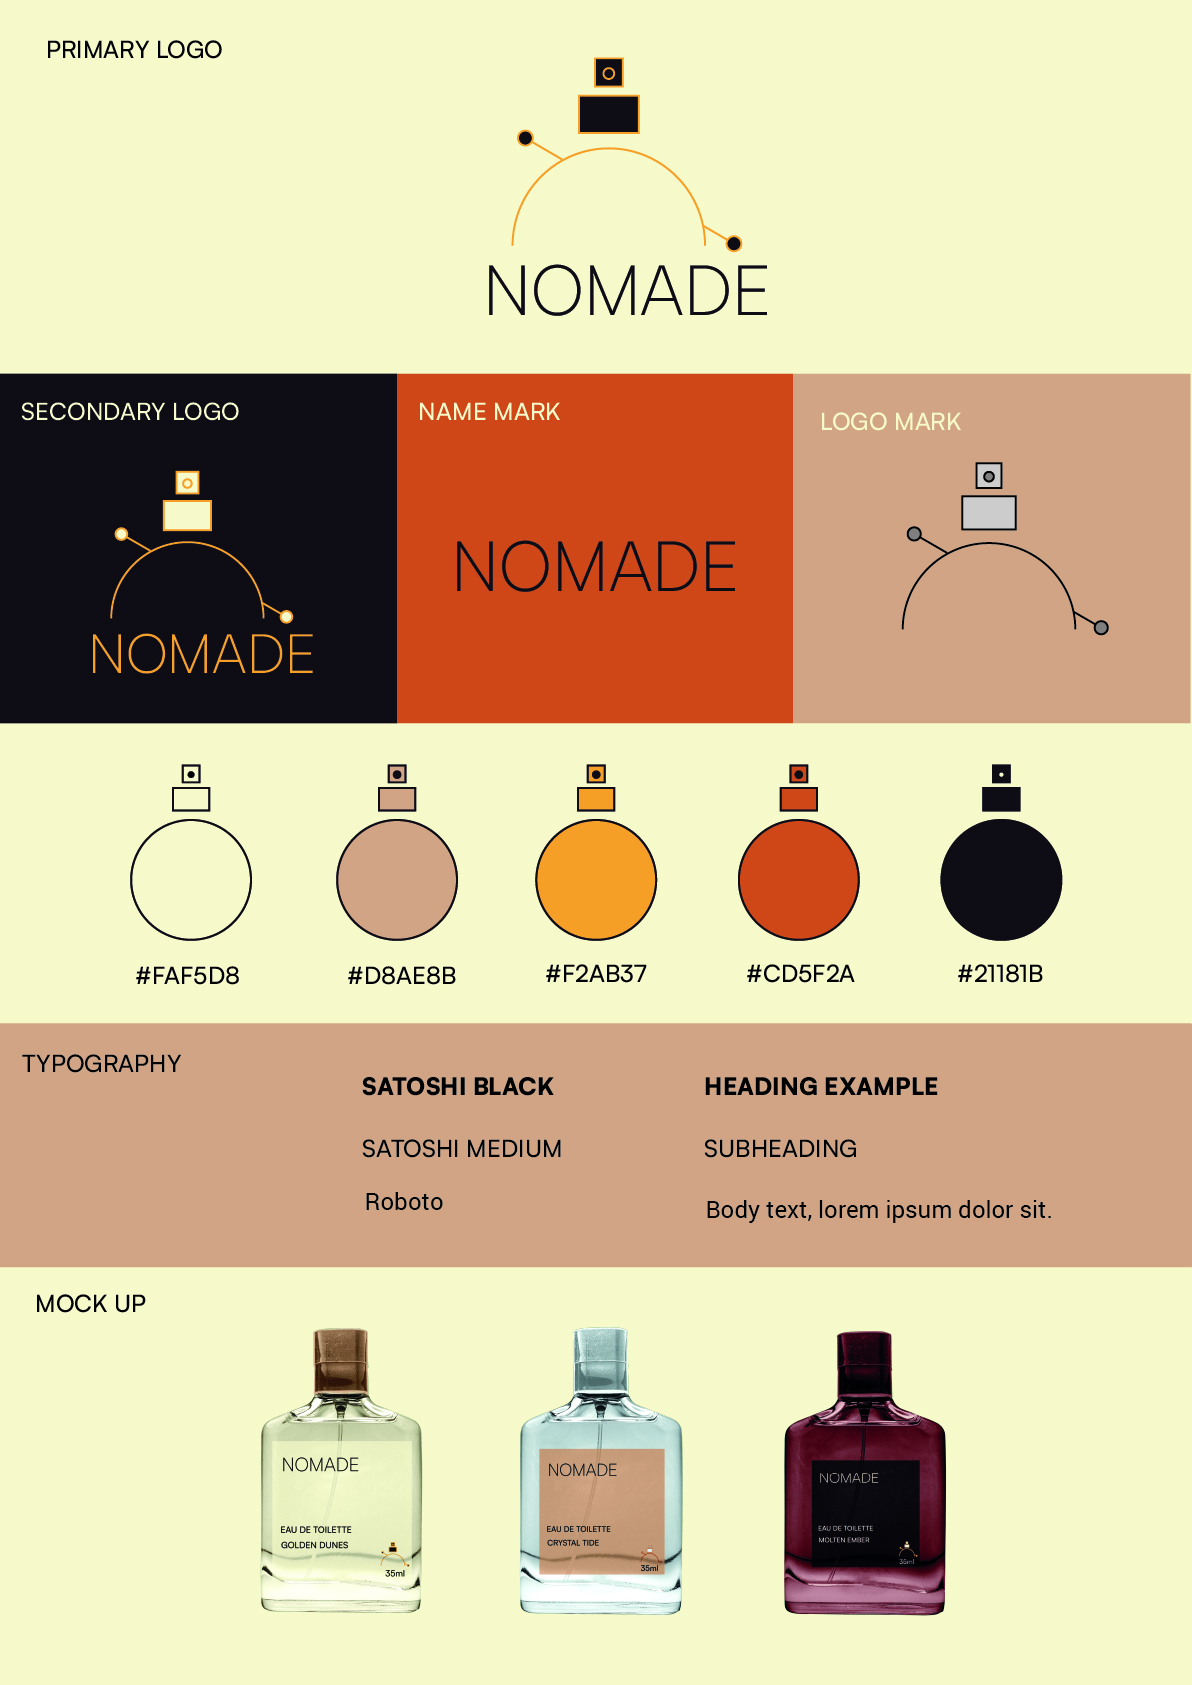 PRIMARY LOGO
NOMADE
SECONDARY LOGO
NOMADE
NAME MARK
NOMADE
LOGO MARK
#FAF5D8
#D8AE8B
#F2AB37
#CD5F2A
#21181B
TYPOGRAPHY
SATOSHI BLACK
HEADING EXAMPLE
SATOSHI MEDIUM
SUBHEADING
Roboto
Body text, lorem ipsum dolor sit.
MOCK UP
NOMADE
EAU DE TOILETTE
GOLDEN DUNES
35ml
NOMADE
EAU DE TOILETTE
CRYSTAL TIDE
35ml
NOMADE
EAU DE TOILETTE
MOLTEN EMBER
35ml